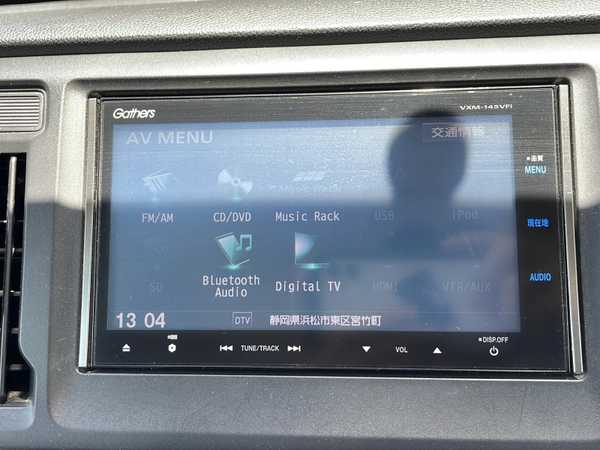 Gathers VXM-145VFi
AV MENU 交通情報
●画質
MENU
FM/AM CD/DVD Music Rack USB iPod
現在地
SD Bluetooth Audio Digital TV HDMI VTR/AUX
AUDIO
13 04 DTV 静岡県浜松市東区宮竹町
●DISP.OFF
TUNE/TRACK VOL